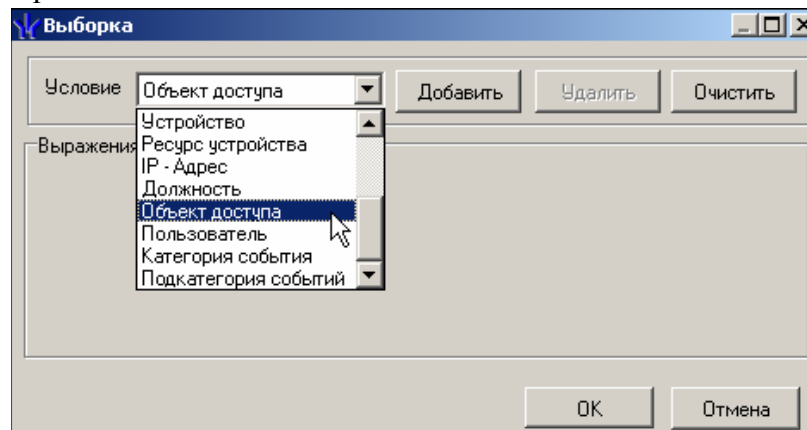 Выборка
Условие Объект доступа Добавить Удалить Очистить
Устройство
Выражения Ресурс устройства
IP - Адрес
Должность
Объект доступа
Пользователь
Категория события
Подкатегория событий
OK Отмена